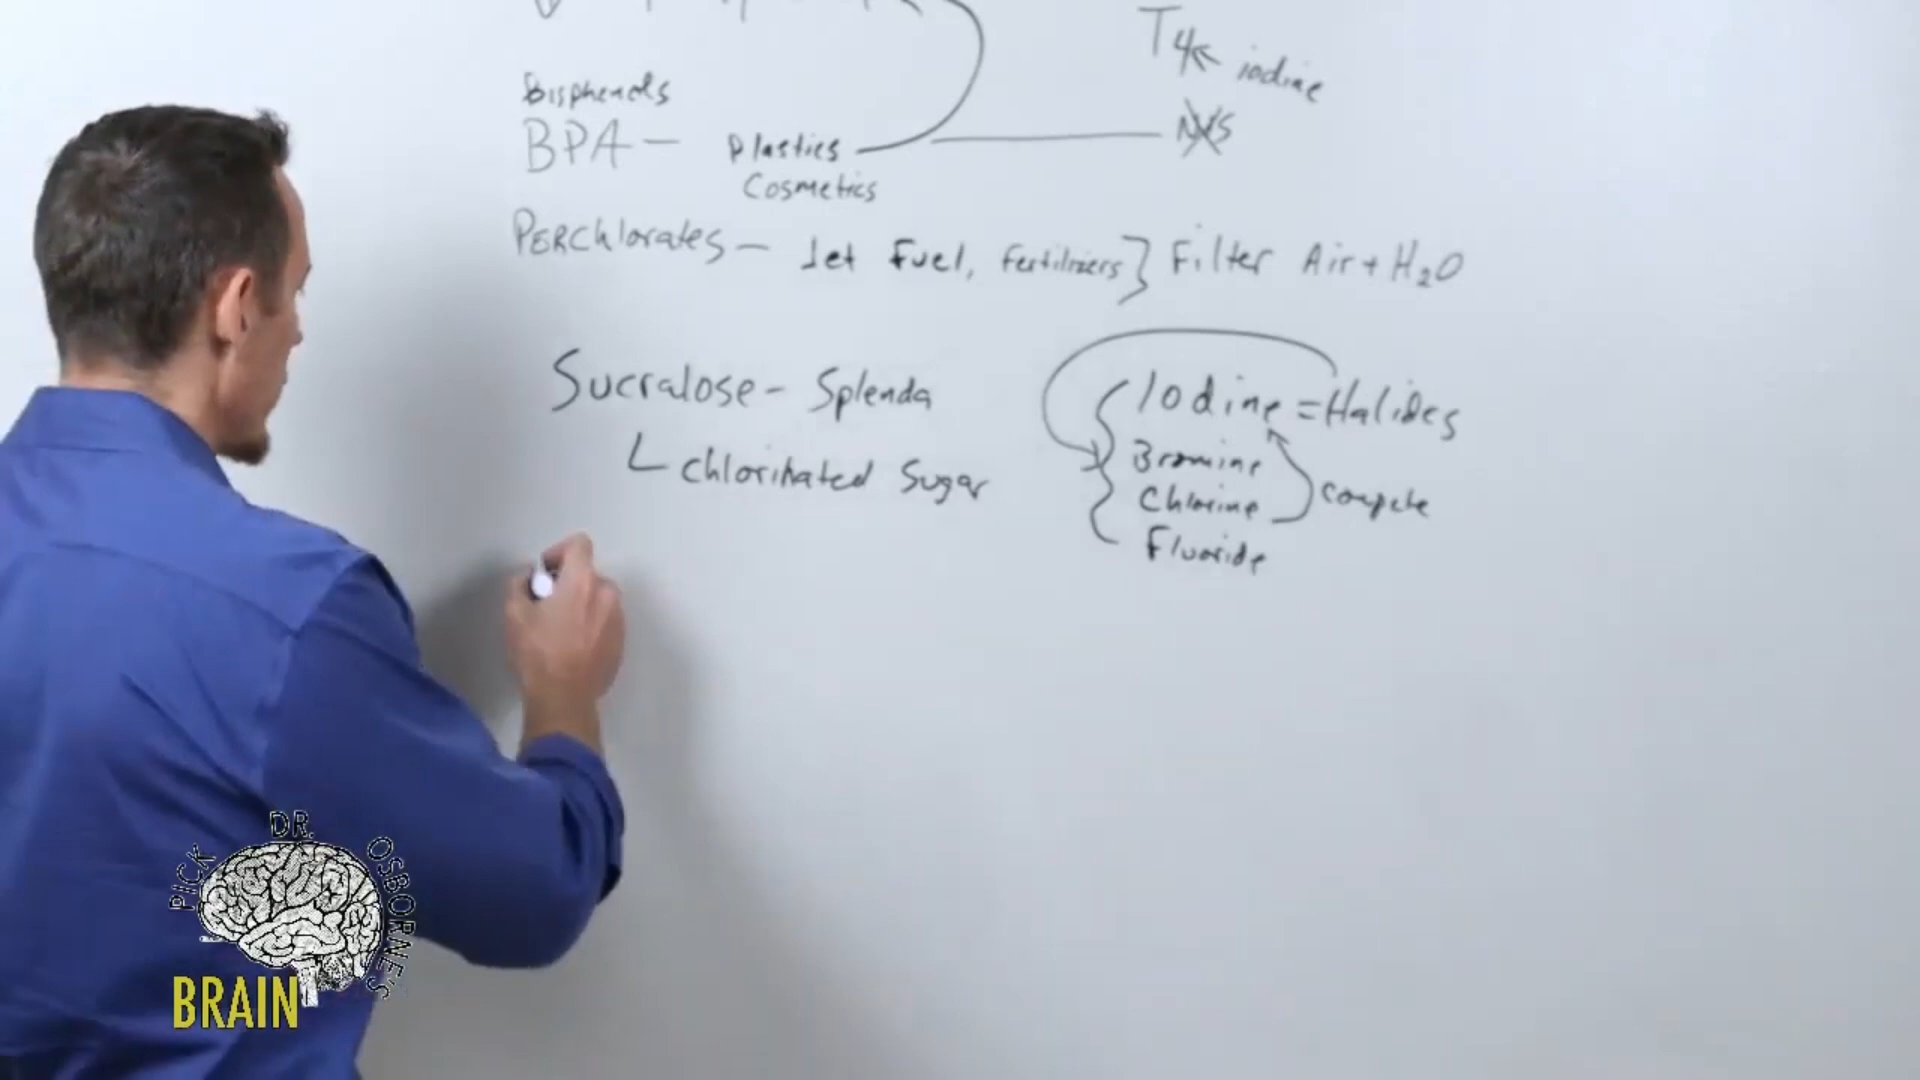 T4 ← iodine
Bisphenols
BPA — Plastics
NIS
Cosmetics
PERChlorates — Jet Fuel, Fertilizers } Filter Air + H₂O
Sucralose - Splenda
Iodine = Halides
Chlorinated Sugar
Bromine
Chlorine
compete
Fluoride
PICK DR. OSBORNE'S
BRAIN